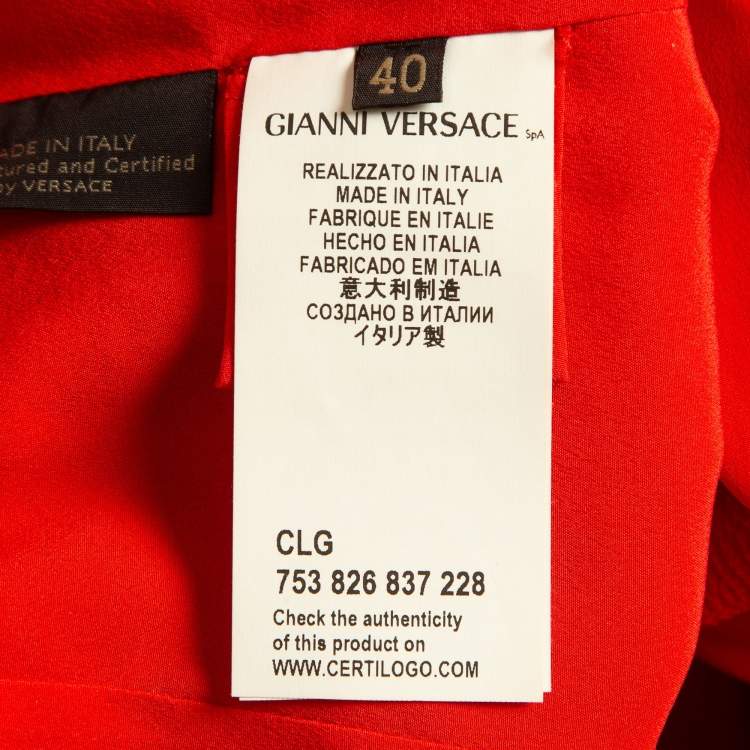 40
GIANNI VERSACE SpA
REALIZZATO IN ITALIA
MADE IN ITALY
FABRIQUE EN ITALIE
HECHO EN ITALIA
FABRICADO EM ITALIA
意大利制造
СОЗДАНО В ИТАЛИИ
イタリア製
CLG
753 826 837 228
Check the authenticity
of this product on
WWW.CERTILOGO.COM
ADE IN ITALY
ured and Certified
by VERSACE